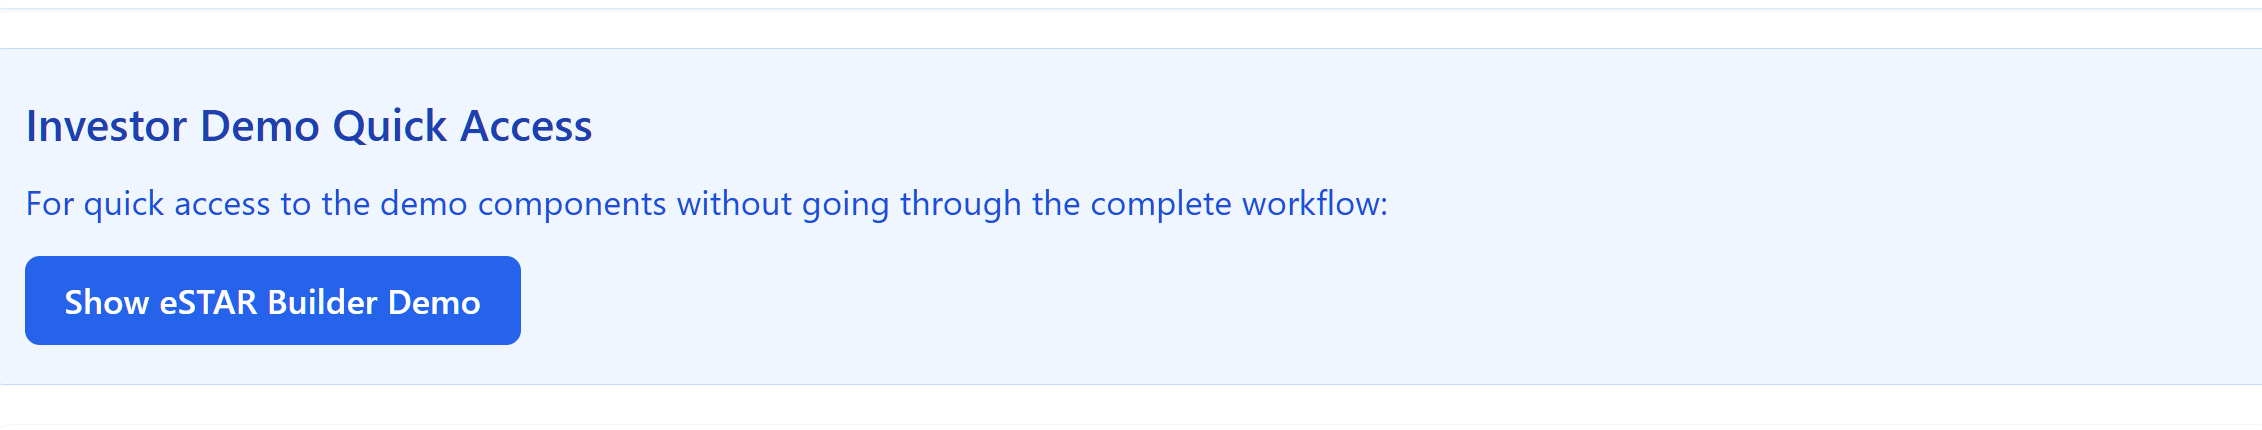 Investor Demo Quick Access
For quick access to the demo components without going through the complete workflow:
Show eSTAR Builder Demo